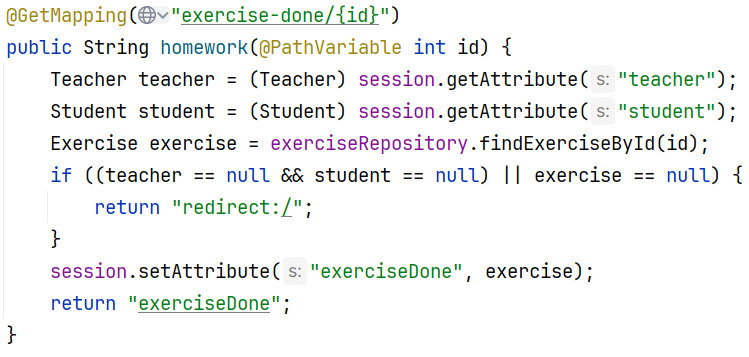 @GetMapping("exercise-done/{id}")
public String homework(@PathVariable int id) {
    Teacher teacher = (Teacher) session.getAttribute( s: "teacher");
    Student student = (Student) session.getAttribute( s: "student");
    Exercise exercise = exerciseRepository.findExerciseById(id);
    if ((teacher == null && student == null) || exercise == null) {
        return "redirect:/";
    }
    session.setAttribute( s: "exerciseDone", exercise);
    return "exerciseDone";
}